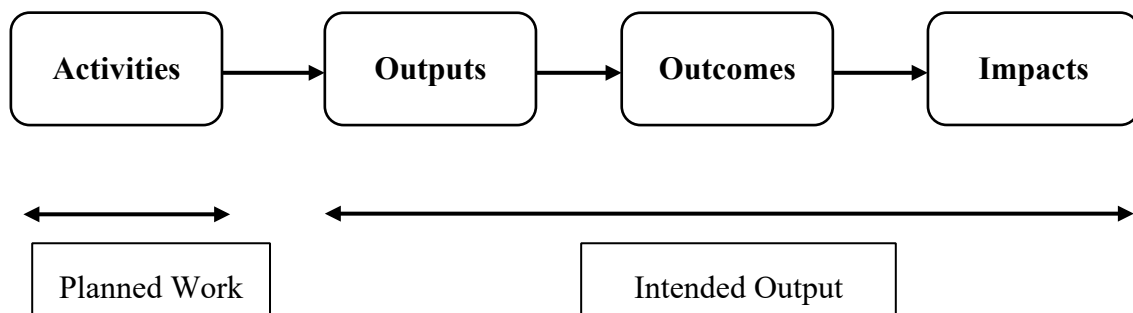 Activities
Outputs
Outcomes
Impacts
Planned Work
Intended Output